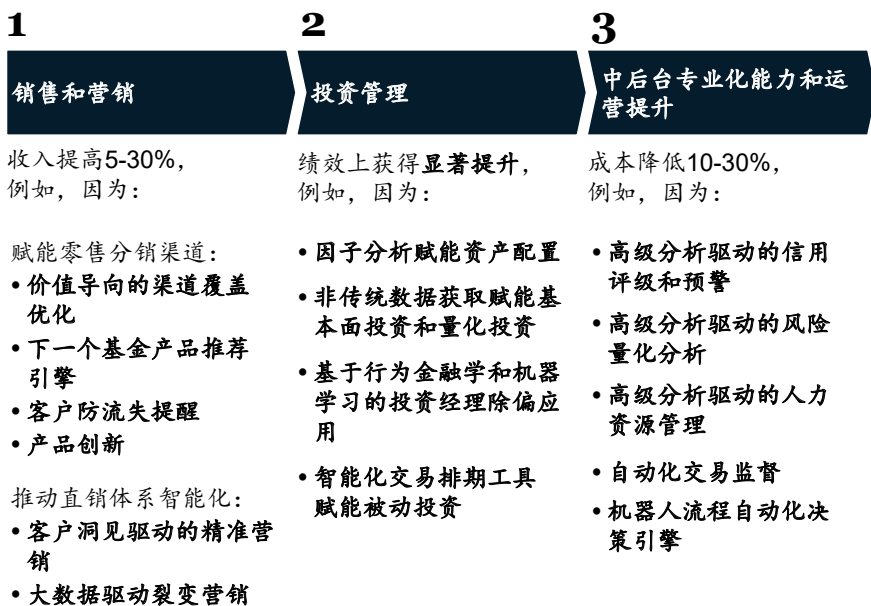 1
销售和营销
收入提高5-30%，
例如，因为：
赋能零售分销渠道：
• 价值导向的渠道覆盖
优化
• 下一个基金产品推荐
引擎
• 客户防流失提醒
• 产品创新
推动直销体系智能化：
• 客户洞见驱动的精准营
销
• 大数据驱动裂变营销
2
投资管理
绩效上获得显著提升，
例如，因为：
• 因子分析赋能资产配置
• 非传统数据获取赋能基
本面投资和量化投资
• 基于行为金融学和机器
学习的投资经理除偏应
用
• 智能化交易排期工具
赋能被动投资
3
中后台专业化能力和运
营提升
成本降低10-30%，
例如，因为：
• 高级分析驱动的信用
评级和预警
• 高级分析驱动的风险
量化分析
• 高级分析驱动的人力
资源管理
• 自动化交易监督
• 机器人流程自动化决
策引擎